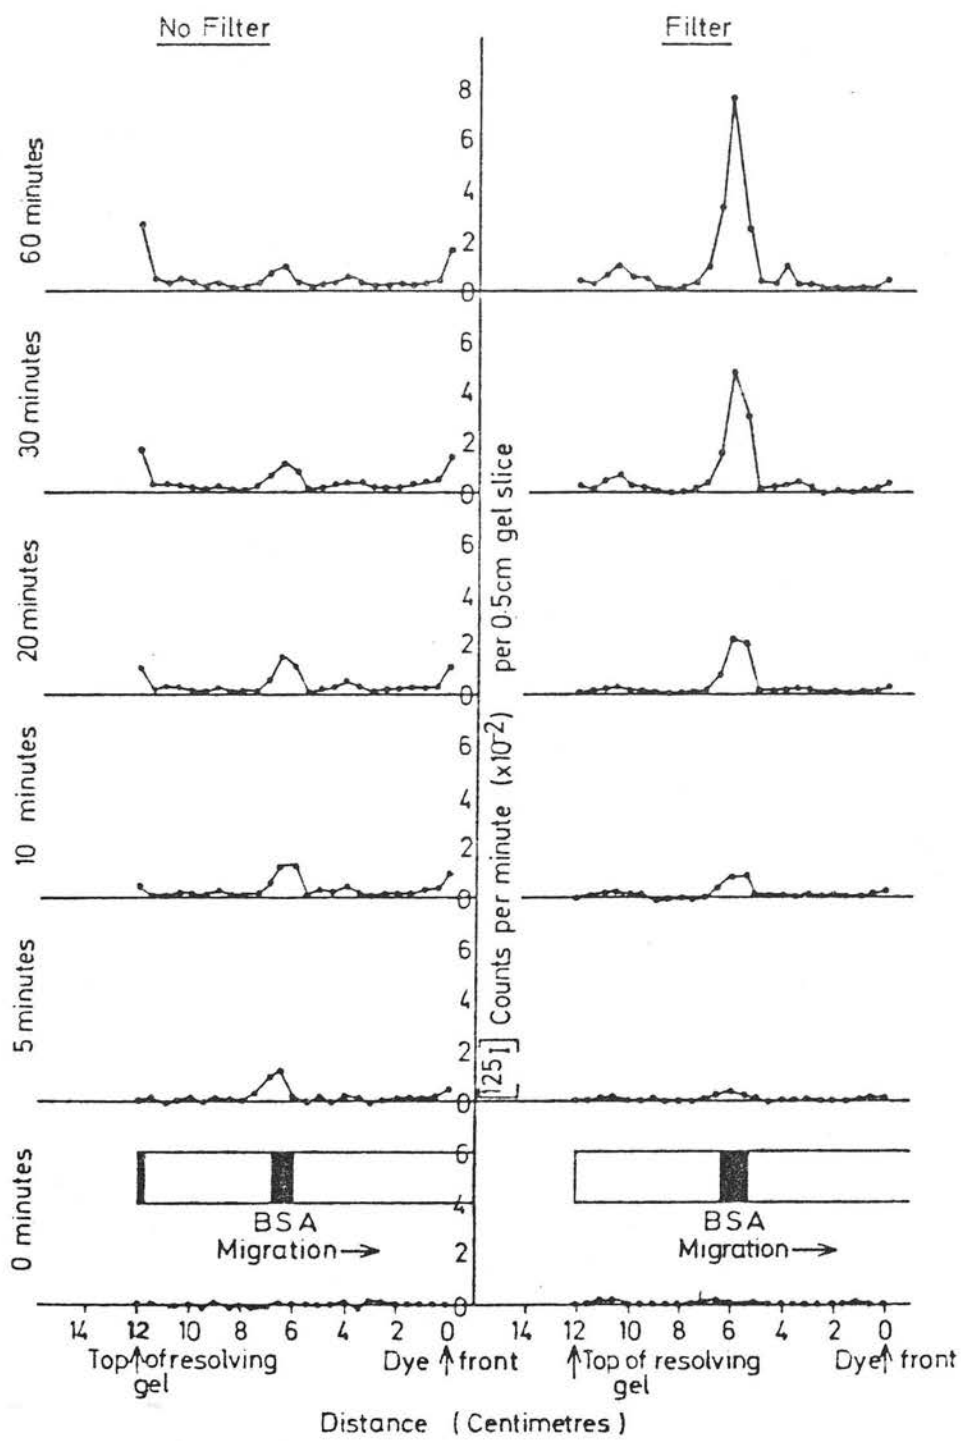 No Filter
Filter
60 minutes
8
6
4
2
0
30 minutes
6
4
2
0
20 minutes
6
4
2
0
10 minutes
6
4
2
0
5 minutes
6
4
2
0
0 minutes
6
4
2
0
[125I] Counts per minute (x10-2)
per 0·5cm gel slice
BSA
Migration→
BSA
Migration→
14 12 10 8 6 4 2 0
14 12 10 8 6 4 2 0
Top↑of resolving
gel
Dye↑front
↑Top of resolving
gel
Dye↑front
Distance (Centimetres)